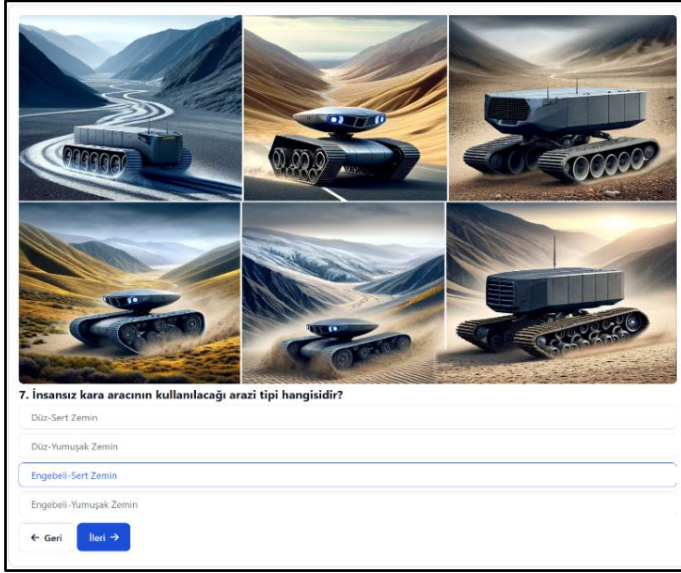 7. İnsansız kara aracının kullanılacağı arazi tipi hangisidir?
Düz-Sert Zemin
Düz-Yumuşak Zemin
Engebeli-Sert Zemin
Engebeli-Yumuşak Zemin
← Geri
İleri →